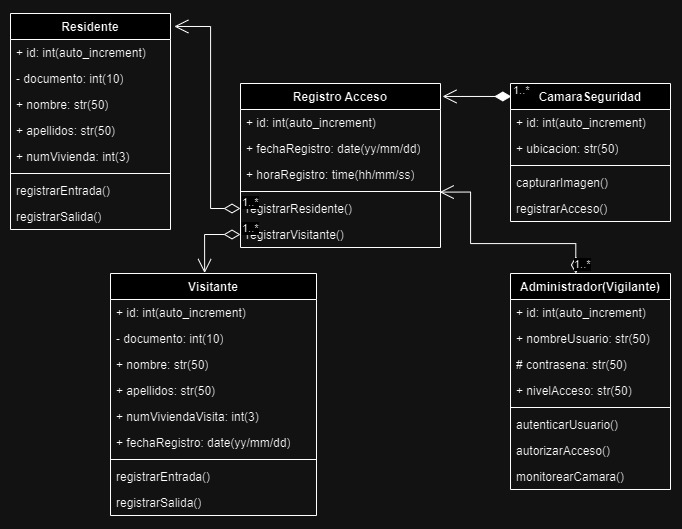 Residente
+ id: int(auto_increment)
- documento: int(10)
+ nombre: str(50)
+ apellidos: str(50)
+ numVivienda: int(3)
registrarEntrada()
registrarSalida()
Registro Acceso
+ id: int(auto_increment)
+ fechaRegistro: date(yy/mm/dd)
+ horaRegistro: time(hh/mm/ss)
1..*
registrarResidente()
1..*
registrarVisitante()
1..*
CamaraSeguridad
+ id: int(auto_increment)
+ ubicacion: str(50)
capturarImagen()
registrarAcceso()
Visitante
+ id: int(auto_increment)
- documento: int(10)
+ nombre: str(50)
+ apellidos: str(50)
+ numViviendaVisita: int(3)
+ fechaRegistro: date(yy/mm/dd)
registrarEntrada()
registrarSalida()
1..*
Administrador(Vigilante)
+ id: int(auto_increment)
+ nombreUsuario: str(50)
# contrasena: str(50)
+ nivelAcceso: str(50)
autenticarUsuario()
autorizarAcceso()
monitorearCamara()